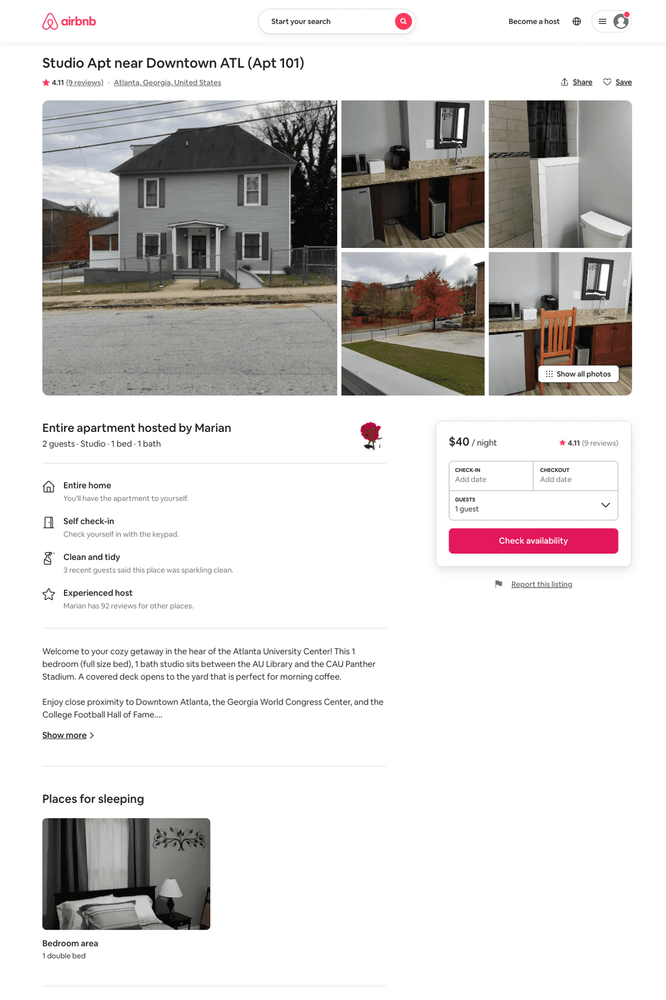 airbnb
Start your search
Become a host
Studio Apt near Downtown ATL (Apt 101)
4.11 (9 reviews) · Atlanta, Georgia, United States
Share
Save
Show all photos
Entire apartment hosted by Marian
2 guests · Studio · 1 bed · 1 bath
Entire home
You'll have the apartment to yourself.
Self check-in
Check yourself in with the keypad.
Clean and tidy
3 recent guests said this place was sparkling clean.
Experienced host
Marian has 92 reviews for other places.
$40 / night
4.11 (9 reviews)
CHECK-IN
Add date
CHECKOUT
Add date
GUESTS
1 guest
Check availability
Report this listing
Welcome to your cozy getaway in the hear of the Atlanta University Center! This 1
bedroom (full size bed), 1 bath studio sits between the AU Library and the CAU Panther
Stadium. A covered deck opens to the yard that is perfect for morning coffee.
Enjoy close proximity to Downtown Atlanta, the Georgia World Congress Center, and the
College Football Hall of Fame....
Show more
Places for sleeping
Bedroom area
1 double bed